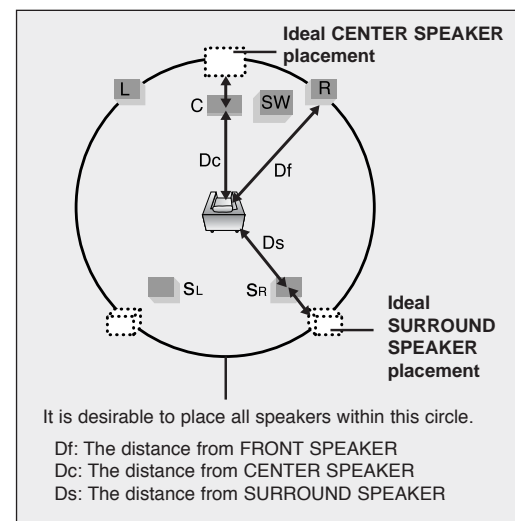 Ideal CENTER SPEAKER
placement
L
R
C
SW
Dc
Df
Ds
SL
SR
Ideal
SURROUND
SPEAKER
placement
It is desirable to place all speakers within this circle.
Df: The distance from FRONT SPEAKER
Dc: The distance from CENTER SPEAKER
Ds: The distance from SURROUND SPEAKER